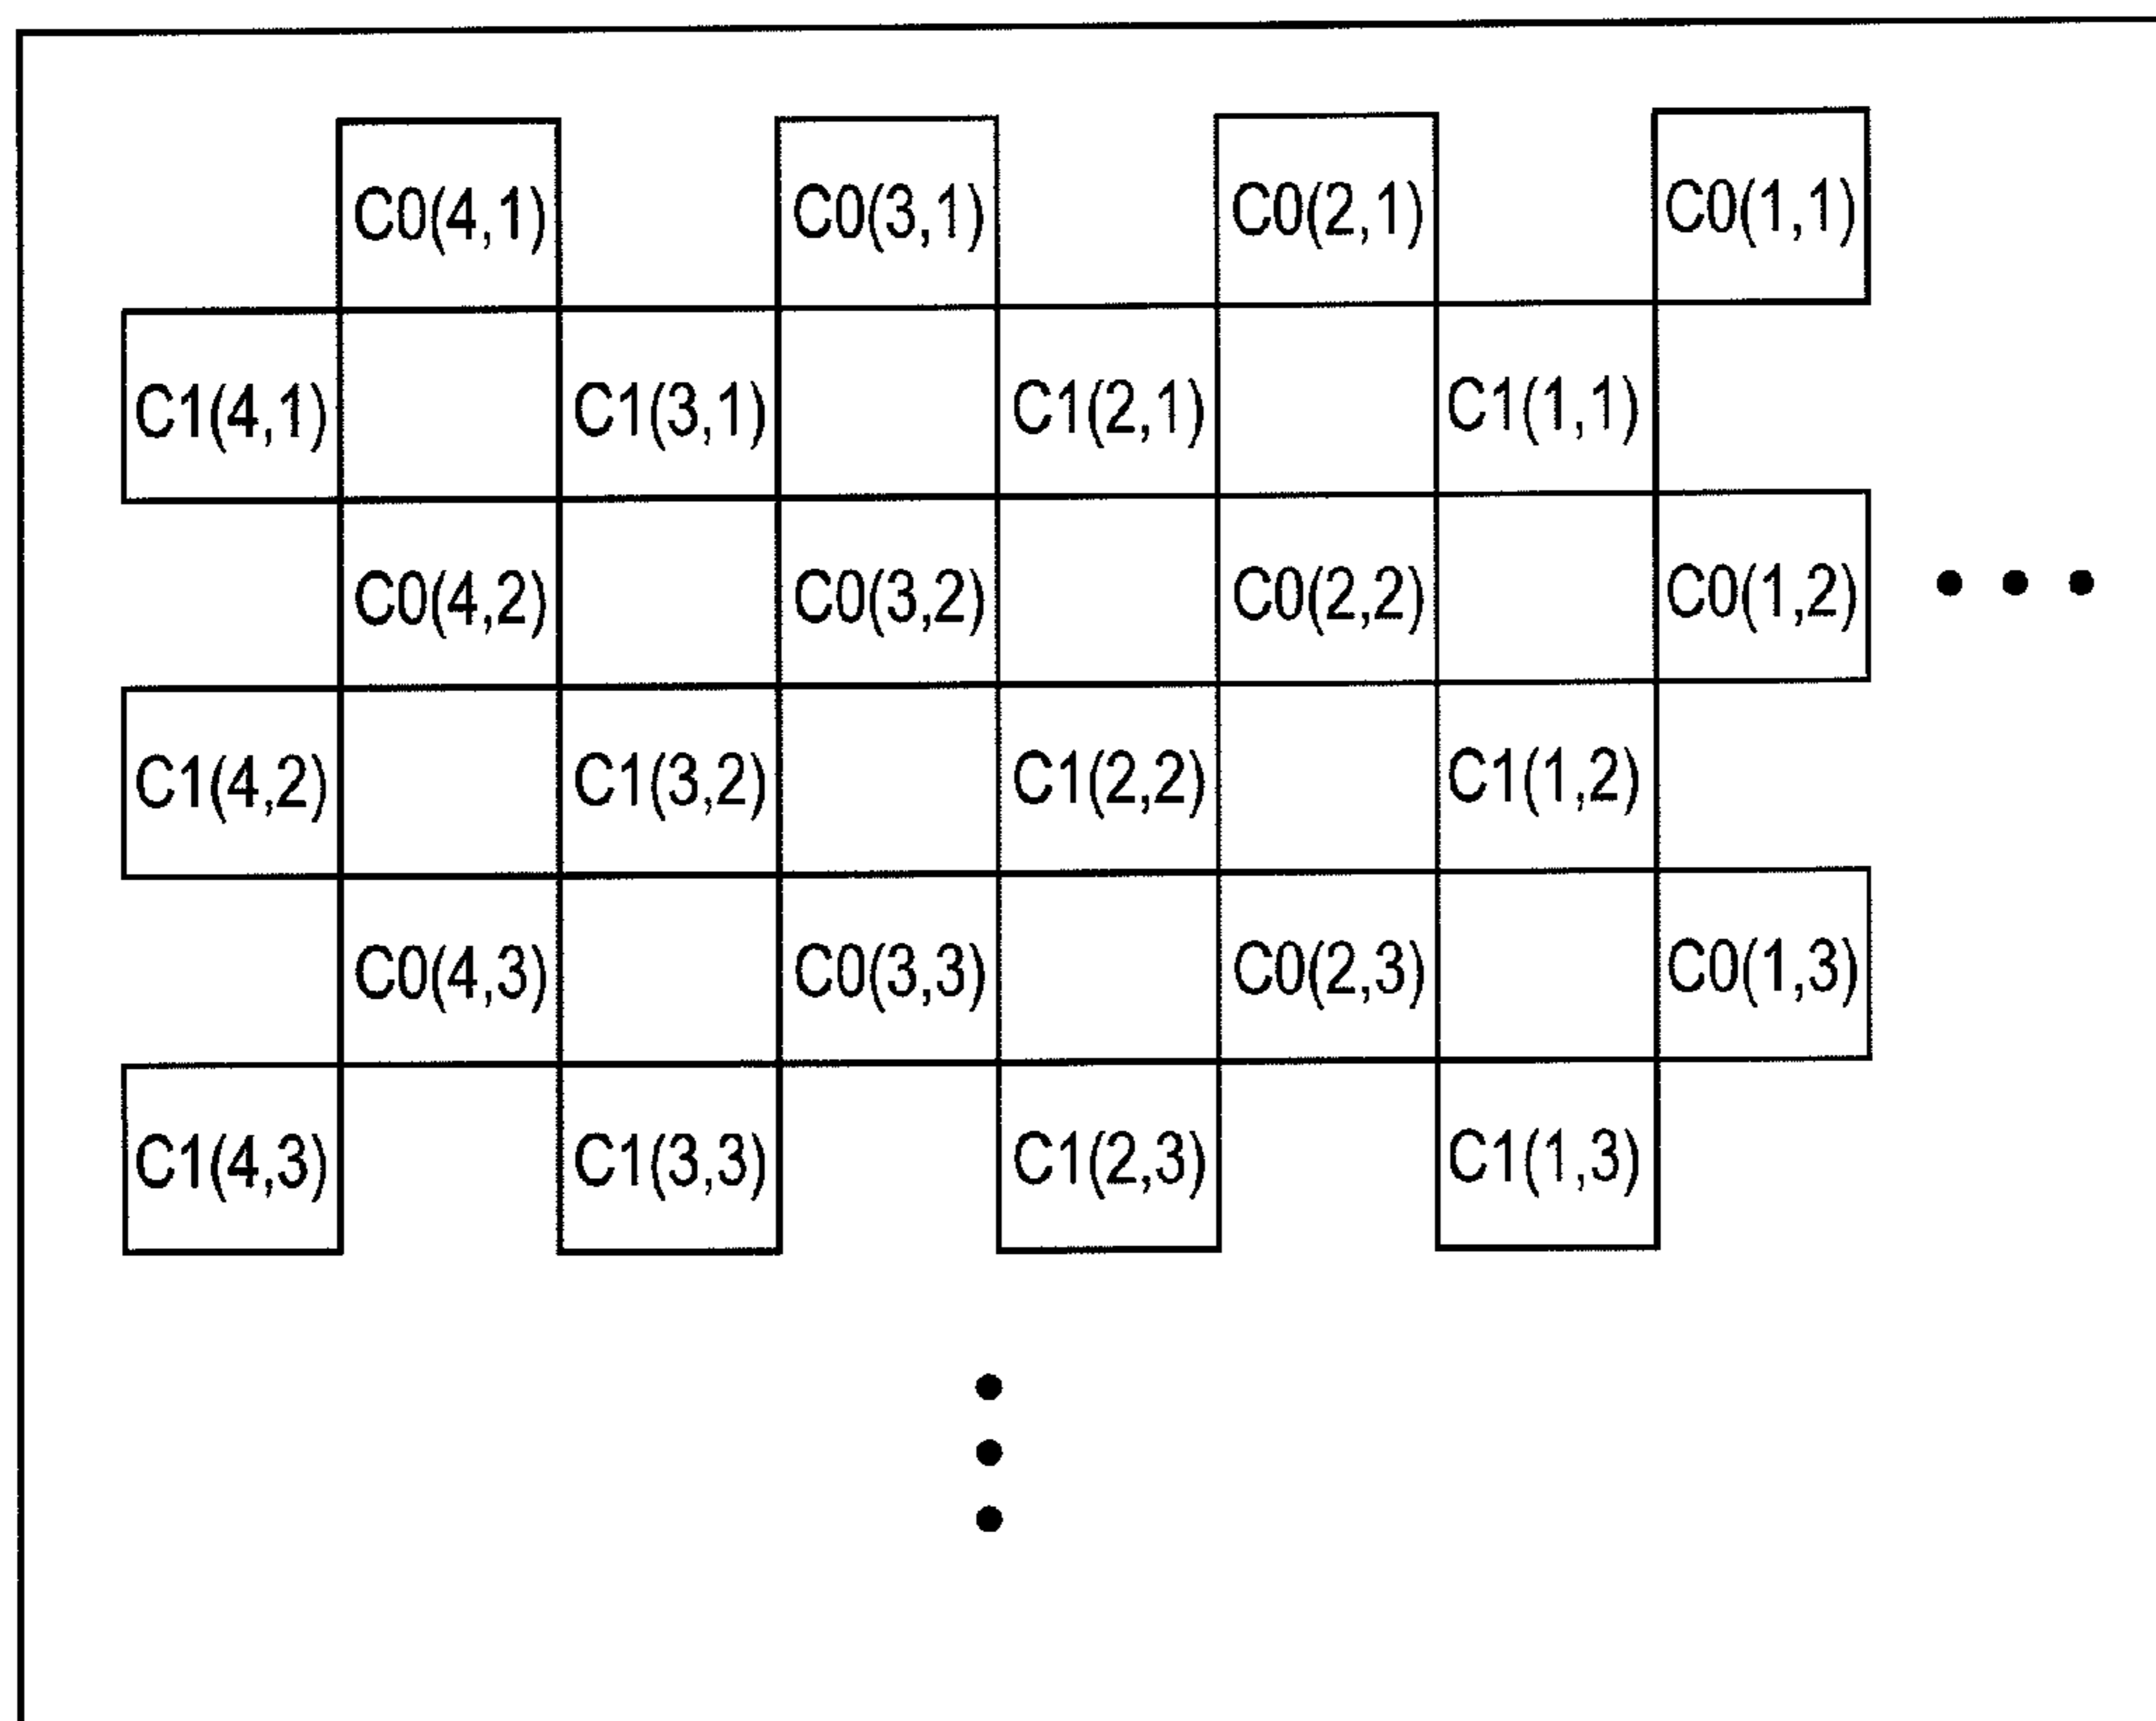 C0(4,1) C0(3,1) C0(2,1) C0(1,1)
C1(4,1) C1(3,1) C1(2,1) C1(1,1)
C0(4,2) C0(3,2) C0(2,2) C0(1,2)
C1(4,2) C1(3,2) C1(2,2) C1(1,2)
C0(4,3) C0(3,3) C0(2,3) C0(1,3)
C1(4,3) C1(3,3) C1(2,3) C1(1,3)